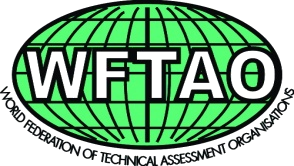 WFTAO
WORLD FEDERATION OF TECHNICAL ASSESSMENT ORGANISATIONS